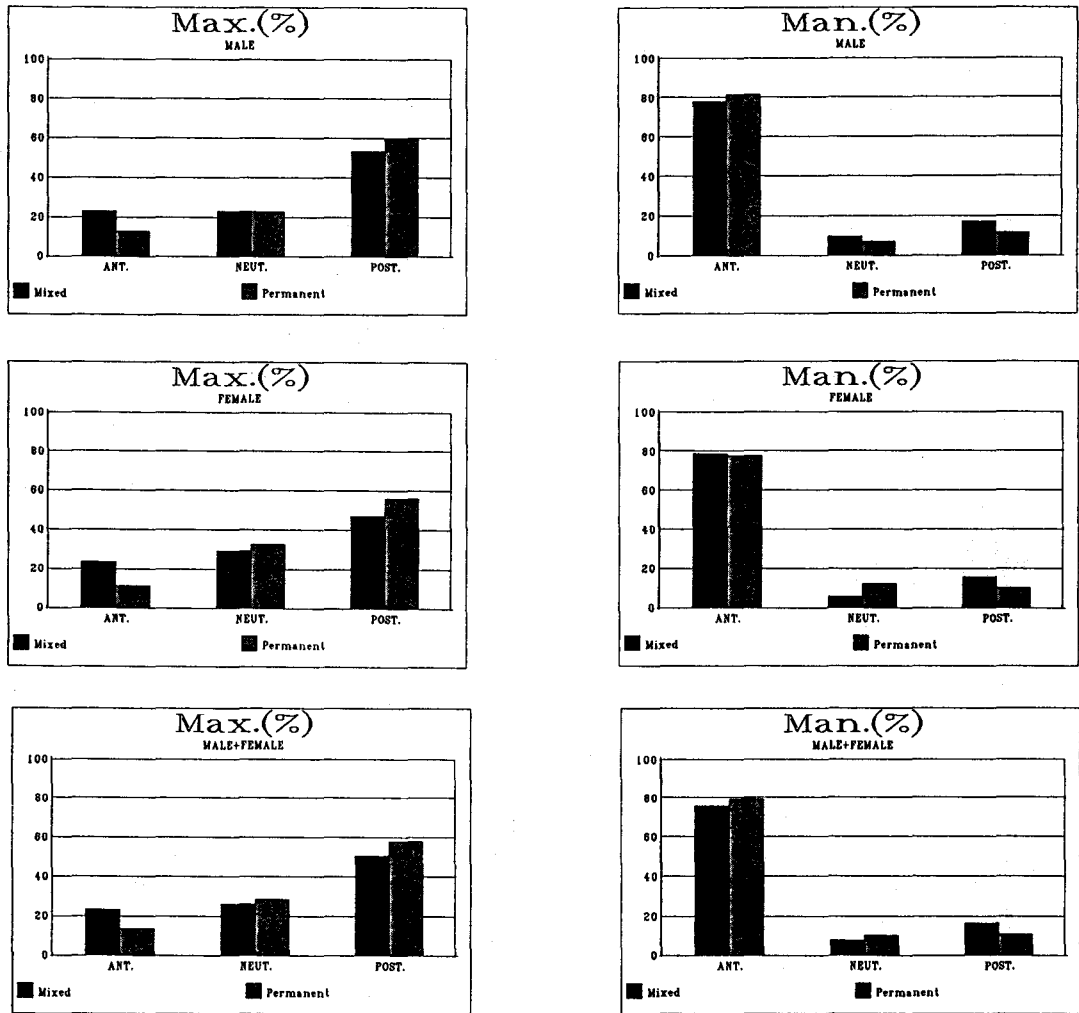 Max.(%)
MALE
100
80
60
40
20
0
ANT. NEUT. POST.
Mixed Permanent
Man.(%)
MALE
100
80
60
40
20
0
ANT. NEUT. POST.
Mixed Permanent
Max.(%)
FEMALE
100
80
60
40
20
0
ANT. NEUT. POST.
Mixed Permanent
Man.(%)
FEMALE
100
80
60
40
20
0
ANT. NEUT. POST.
Mixed Permanent
Max.(%)
MALE+FEMALE
100
80
60
40
20
0
ANT. NEUT. POST.
Mixed Permanent
Man.(%)
MALE+FEMALE
100
80
60
40
20
0
ANT. NEUT. POST.
Mixed Permanent